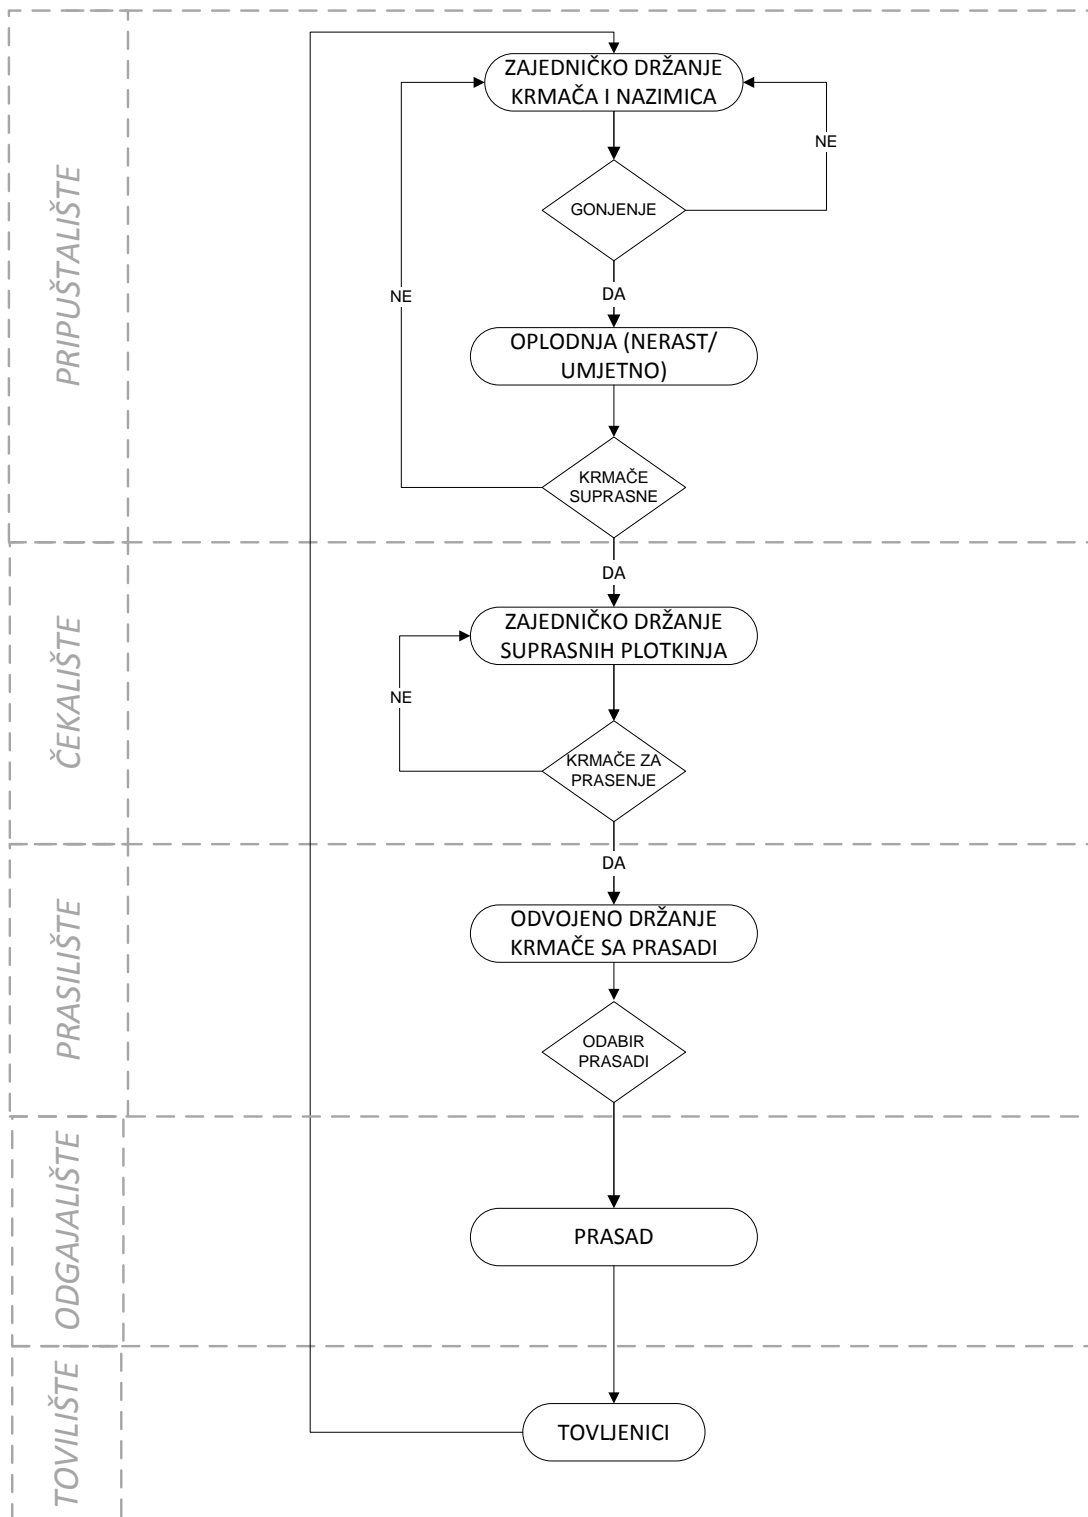 PRIPUŠTALIŠTE
ZAJEDNIČKO DRŽANJE
KRMAČA I NAZIMICA
NE
GONJENJE
DA
NE
OPLODNJA (NERAST/
UMJETNO)
KRMAČE
SUPRASNE
DA
ČEKALIŠTE
ZAJEDNIČKO DRŽANJE
SUPRASNIH PLOTKINJA
NE
KRMAČE ZA
PRASENJE
DA
PRASILIŠTE
ODVOJENO DRŽANJE
KRMAČE SA PRASADI
ODABIR
PRASADI
ODGAJALIŠTE
PRASAD
TOVILIŠTE
TOVLJENICI